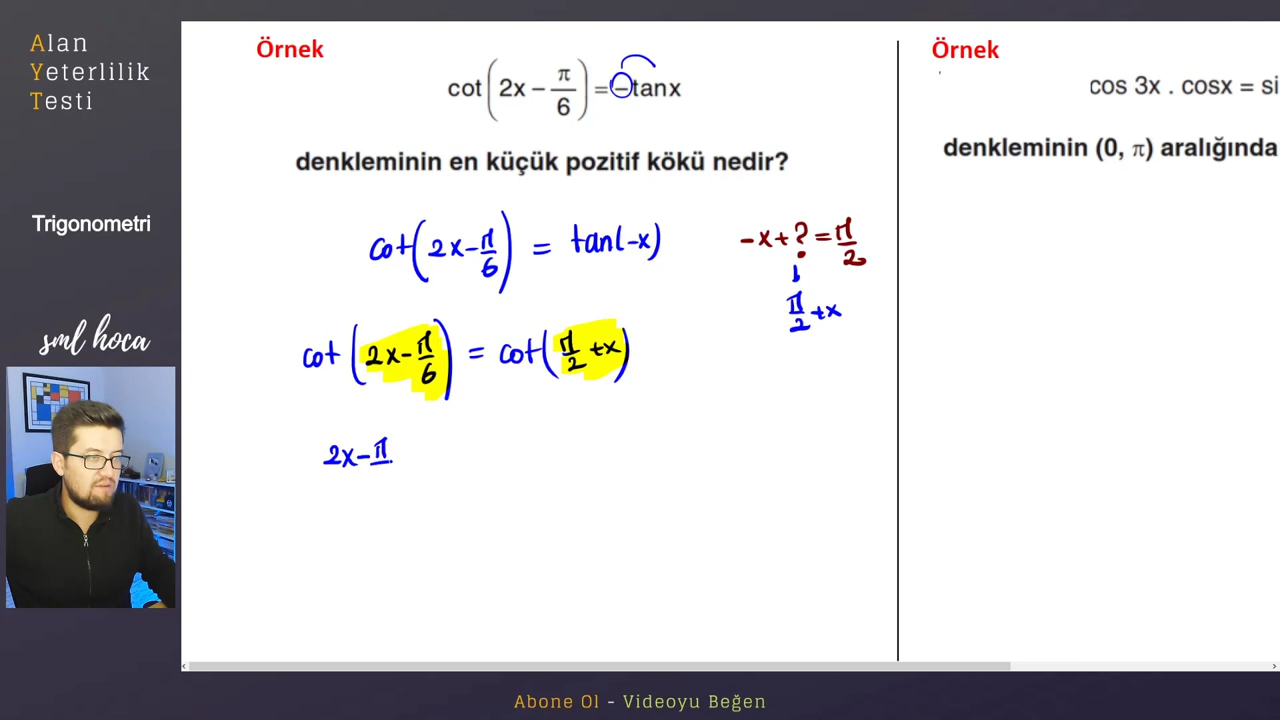 Alan
Yeterlilik
Testi
Trigonometri
sml hoca
Örnek
cot(2x − π/6) = −tanx
denkleminin en küçük pozitif kökü nedir?
cot(2x − π/6) = tan(−x)
−x + ? = π/2
π/2 + x
cot(2x − π/6) = cot(π/2 + x)
2x − π
Örnek
cos 3x . cosx = si
denkleminin (0, π) aralığında
Abone Ol - Videoyu Beğen